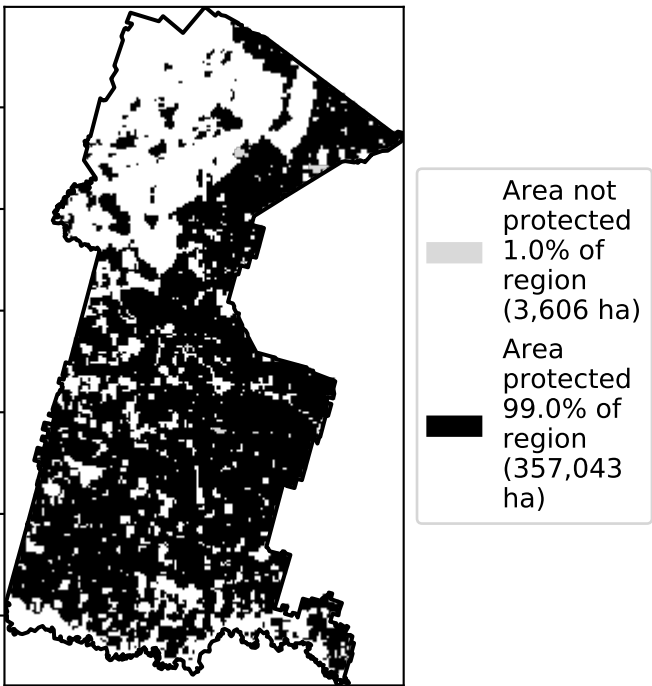 Area not
protected
1.0% of
region
(3,606 ha)
Area
protected
99.0% of
region
(357,043
ha)